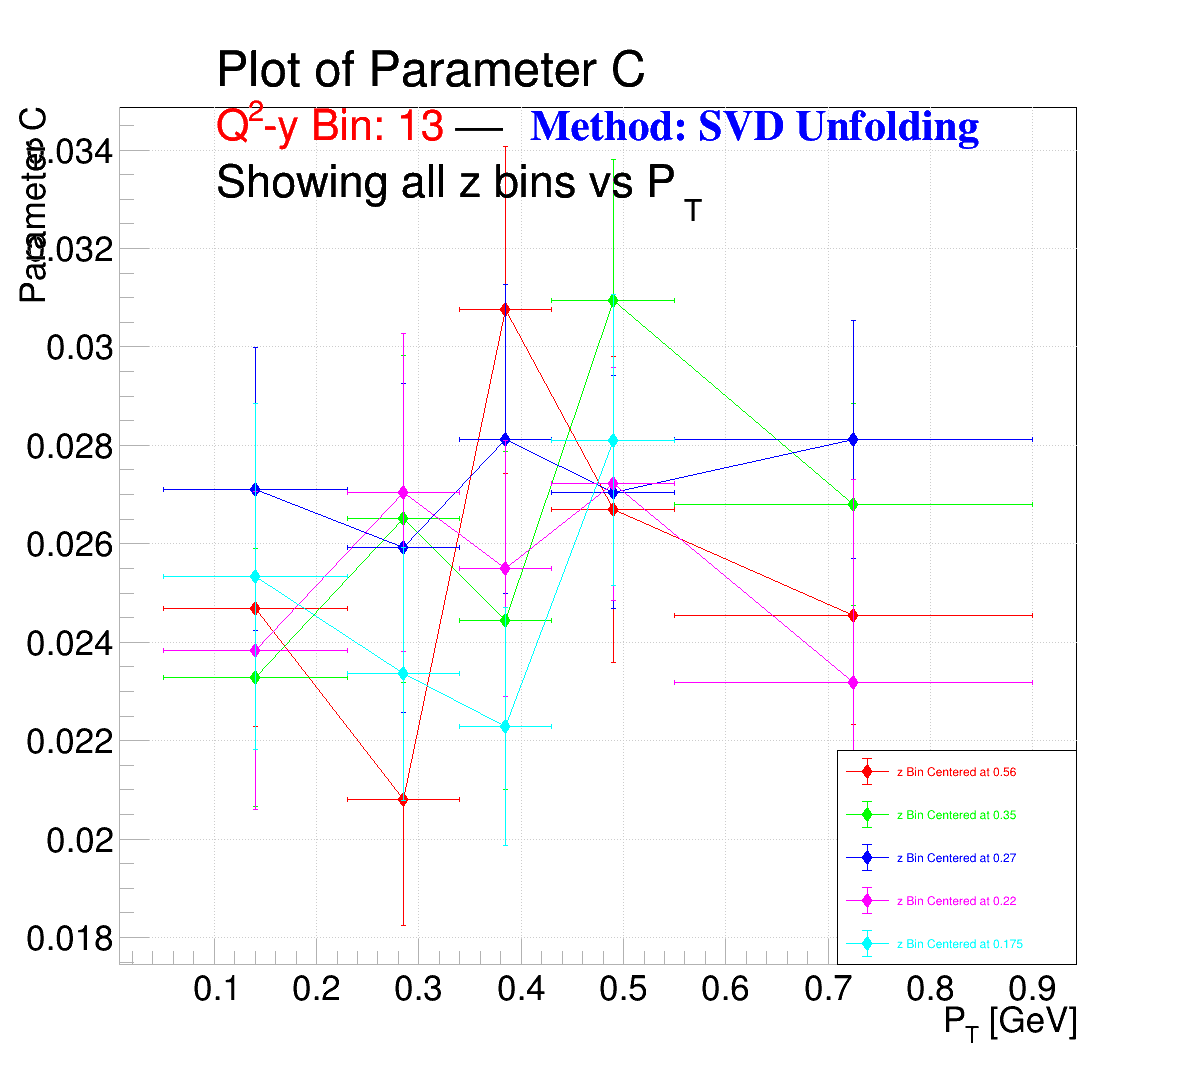 Plot of Parameter C
Q²-y Bin: 13 — Method: SVD Unfolding
Showing all z bins vs P_T
Parameter C
0.034
0.032
0.03
0.028
0.026
0.024
0.022
0.02
0.018
z Bin Centered at 0.56
z Bin Centered at 0.35
z Bin Centered at 0.27
z Bin Centered at 0.22
z Bin Centered at 0.175
0.1 0.2 0.3 0.4 0.5 0.6 0.7 0.8 0.9
P_T [GeV]